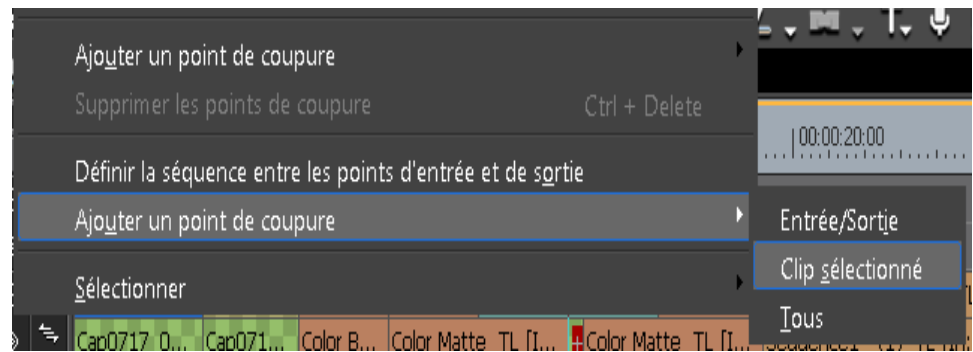 Ajouter un point de coupure
Supprimer les points de coupure Ctrl + Delete
00:00:20:00
Définir la séquence entre les points d'entrée et de sortie
Ajouter un point de coupure
Entrée/Sortie
Clip sélectionné
Sélectionner
Tous
Cap0717_0... Cap071... Color B... Color Matte_TL [I... Color Matte_TL [I...